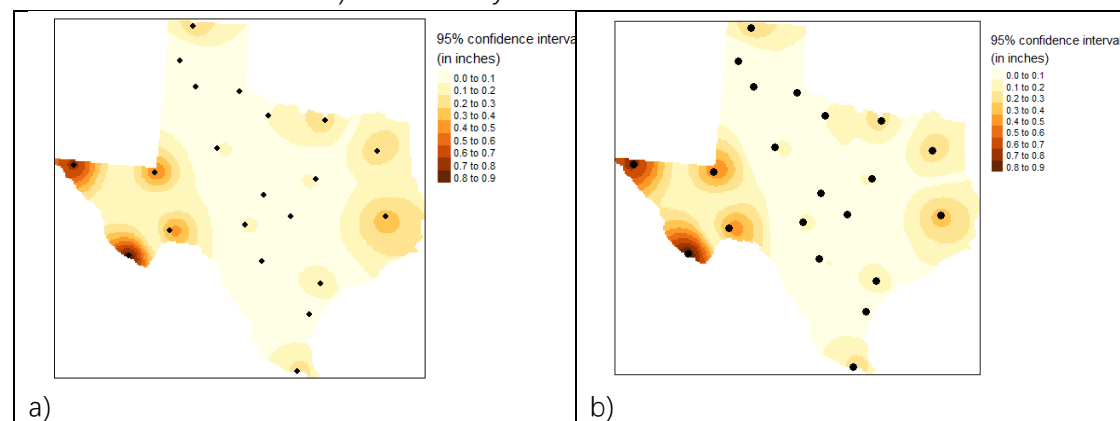 95% confidence interva
(in inches)
0.0 to 0.1
0.1 to 0.2
0.2 to 0.3
0.3 to 0.4
0.4 to 0.5
0.5 to 0.6
0.6 to 0.7
0.7 to 0.8
0.8 to 0.9
a)
95% confidence interva
(in inches)
0.0 to 0.1
0.1 to 0.2
0.2 to 0.3
0.3 to 0.4
0.4 to 0.5
0.5 to 0.6
0.6 to 0.7
0.7 to 0.8
0.8 to 0.9
b)